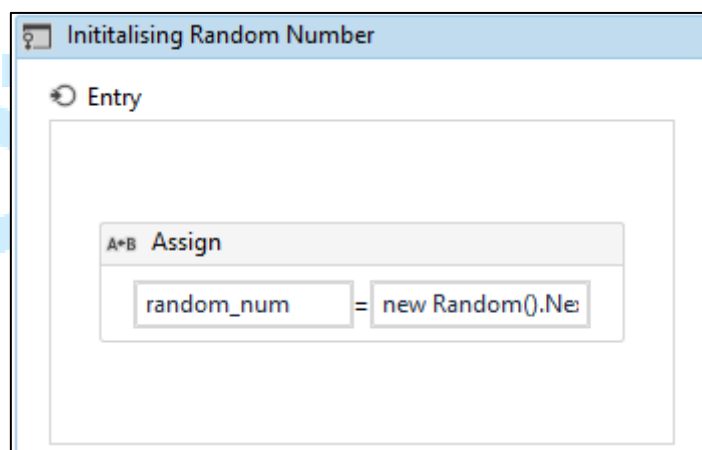 Inititalising Random Number
Entry
A+B Assign
random_num = new Random().Ne